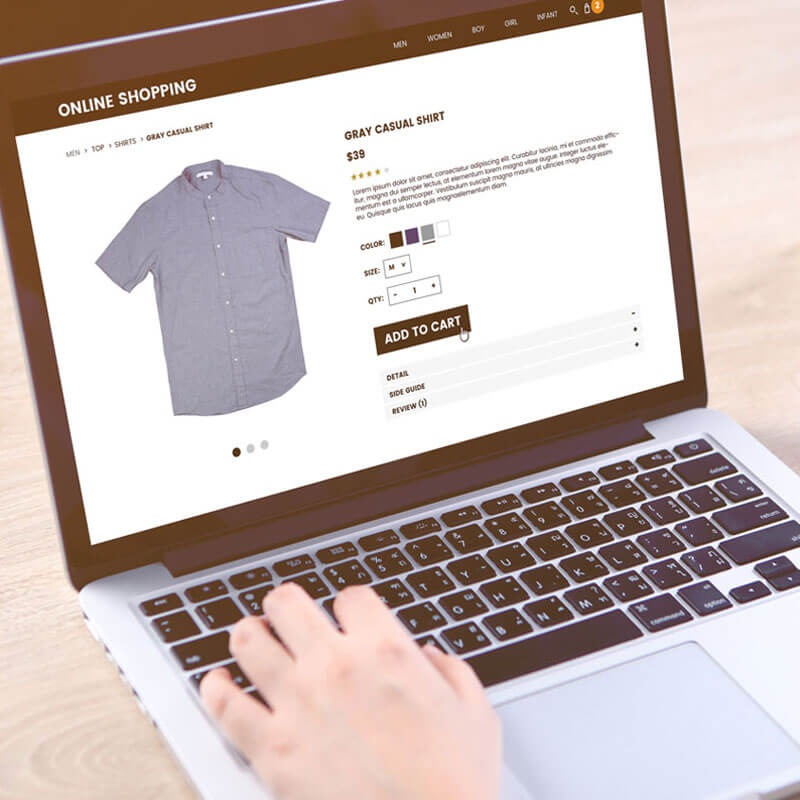 MEN WOMEN BOY GIRL INFANT 2
ONLINE SHOPPING
MEN > TOP > SHIRTS > GRAY CASUAL SHIRT
GRAY CASUAL SHIRT
$39
Lorem ipsum dolor sit amet, consectetur adipiscing elit. Curabitur lacinia, mi et commodo effic-
itur, magna dui semper lectus, at elementum lorem magna vitae augue. Integer luctus ele-
mentum est a ullamcorper. Vestibulum suscipit magna mauris, at ultricies magna dignissim
eu. Quisque quis lacus quis magnaelementum diam
COLOR:
SIZE: M
QTY: - 1 +
ADD TO CART
DETAIL -
SIDE GUIDE +
REVIEW (1) +
delete
return
command option